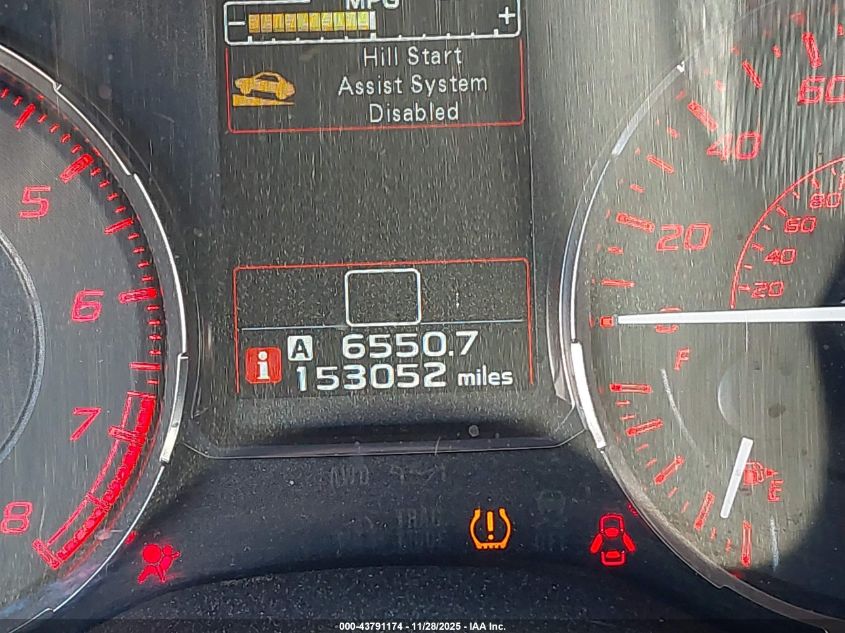 MPG
- +
Hill Start
Assist System
Disabled
5
6
7
8
60
40
20
0
80
60
40
20
F
E
A 6550.7
i 153052 miles
!
000-43791174 - 11/28/2025 - IAA Inc.